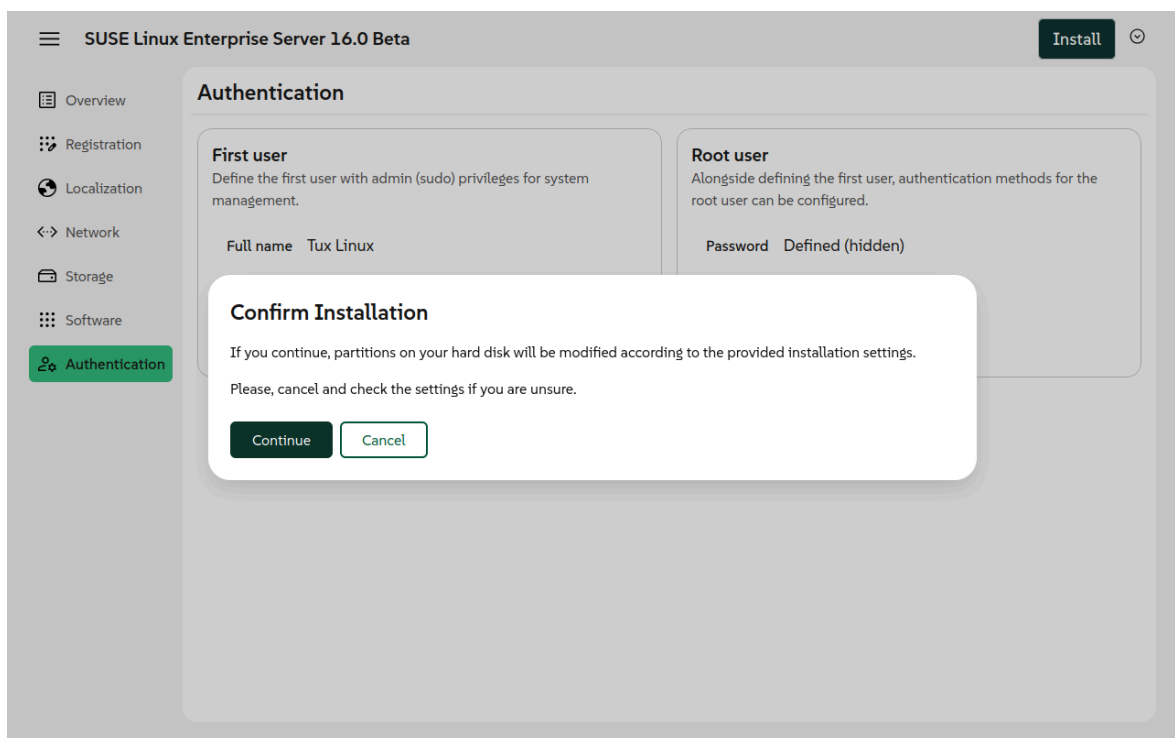 SUSE Linux Enterprise Server 16.0 Beta
Install
Overview
Registration
Localization
Network
Storage
Software
Authentication
Authentication
First user
Define the first user with admin (sudo) privileges for system
management.
Full name Tux Linux
Root user
Alongside defining the first user, authentication methods for the
root user can be configured.
Password Defined (hidden)
Confirm Installation
If you continue, partitions on your hard disk will be modified according to the provided installation settings.
Please, cancel and check the settings if you are unsure.
Continue
Cancel